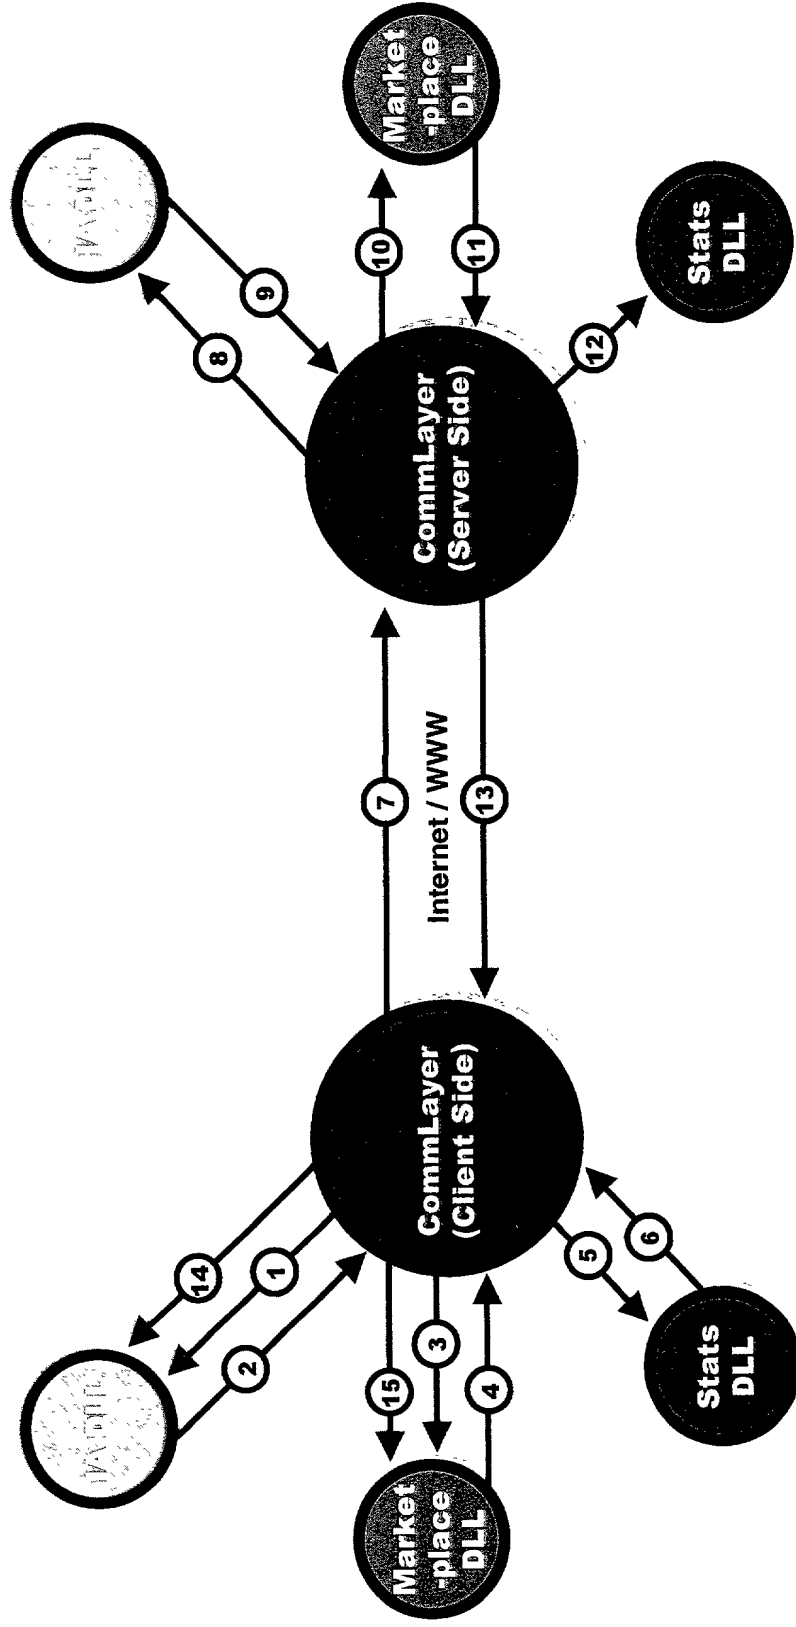 14
1
2
15
3
4
Market
-place
DLL
CommLayer
(Client Side)
5
6
Stats
DLL
7
Internet / WWW
13
8
9
CommLayer
(Server Side)
10
11
Market
-place
DLL
12
Stats
DLL